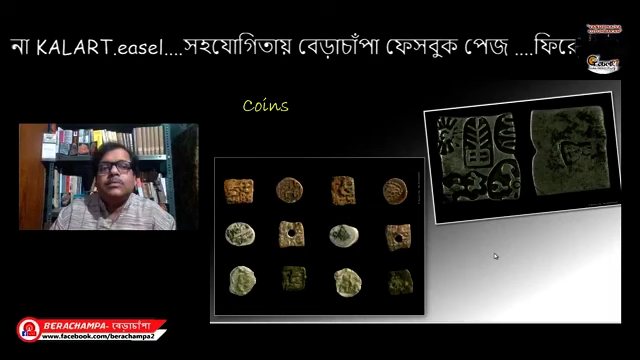 না KALART.easel....সহযোগিতায় বেড়াচাঁপা ফেসবুক পেজ ....ফিরে
Coins
BERACHAMPA- বেড়াচাঁপা
www.facebook.com/berachampa2